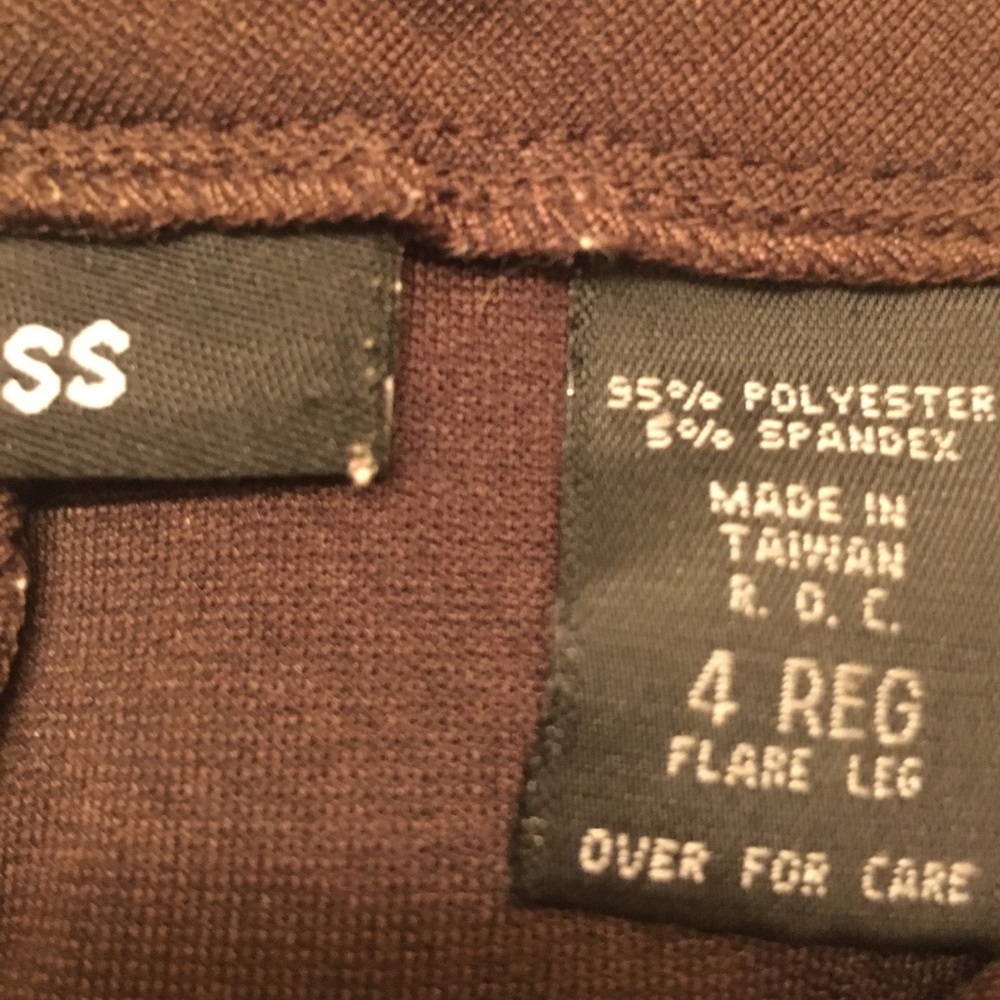 SS
95% POLYESTER
5% SPANDEX
MADE IN
TAIWAN
R. O. C.
4 REG
FLARE LEG
OVER FOR CARE